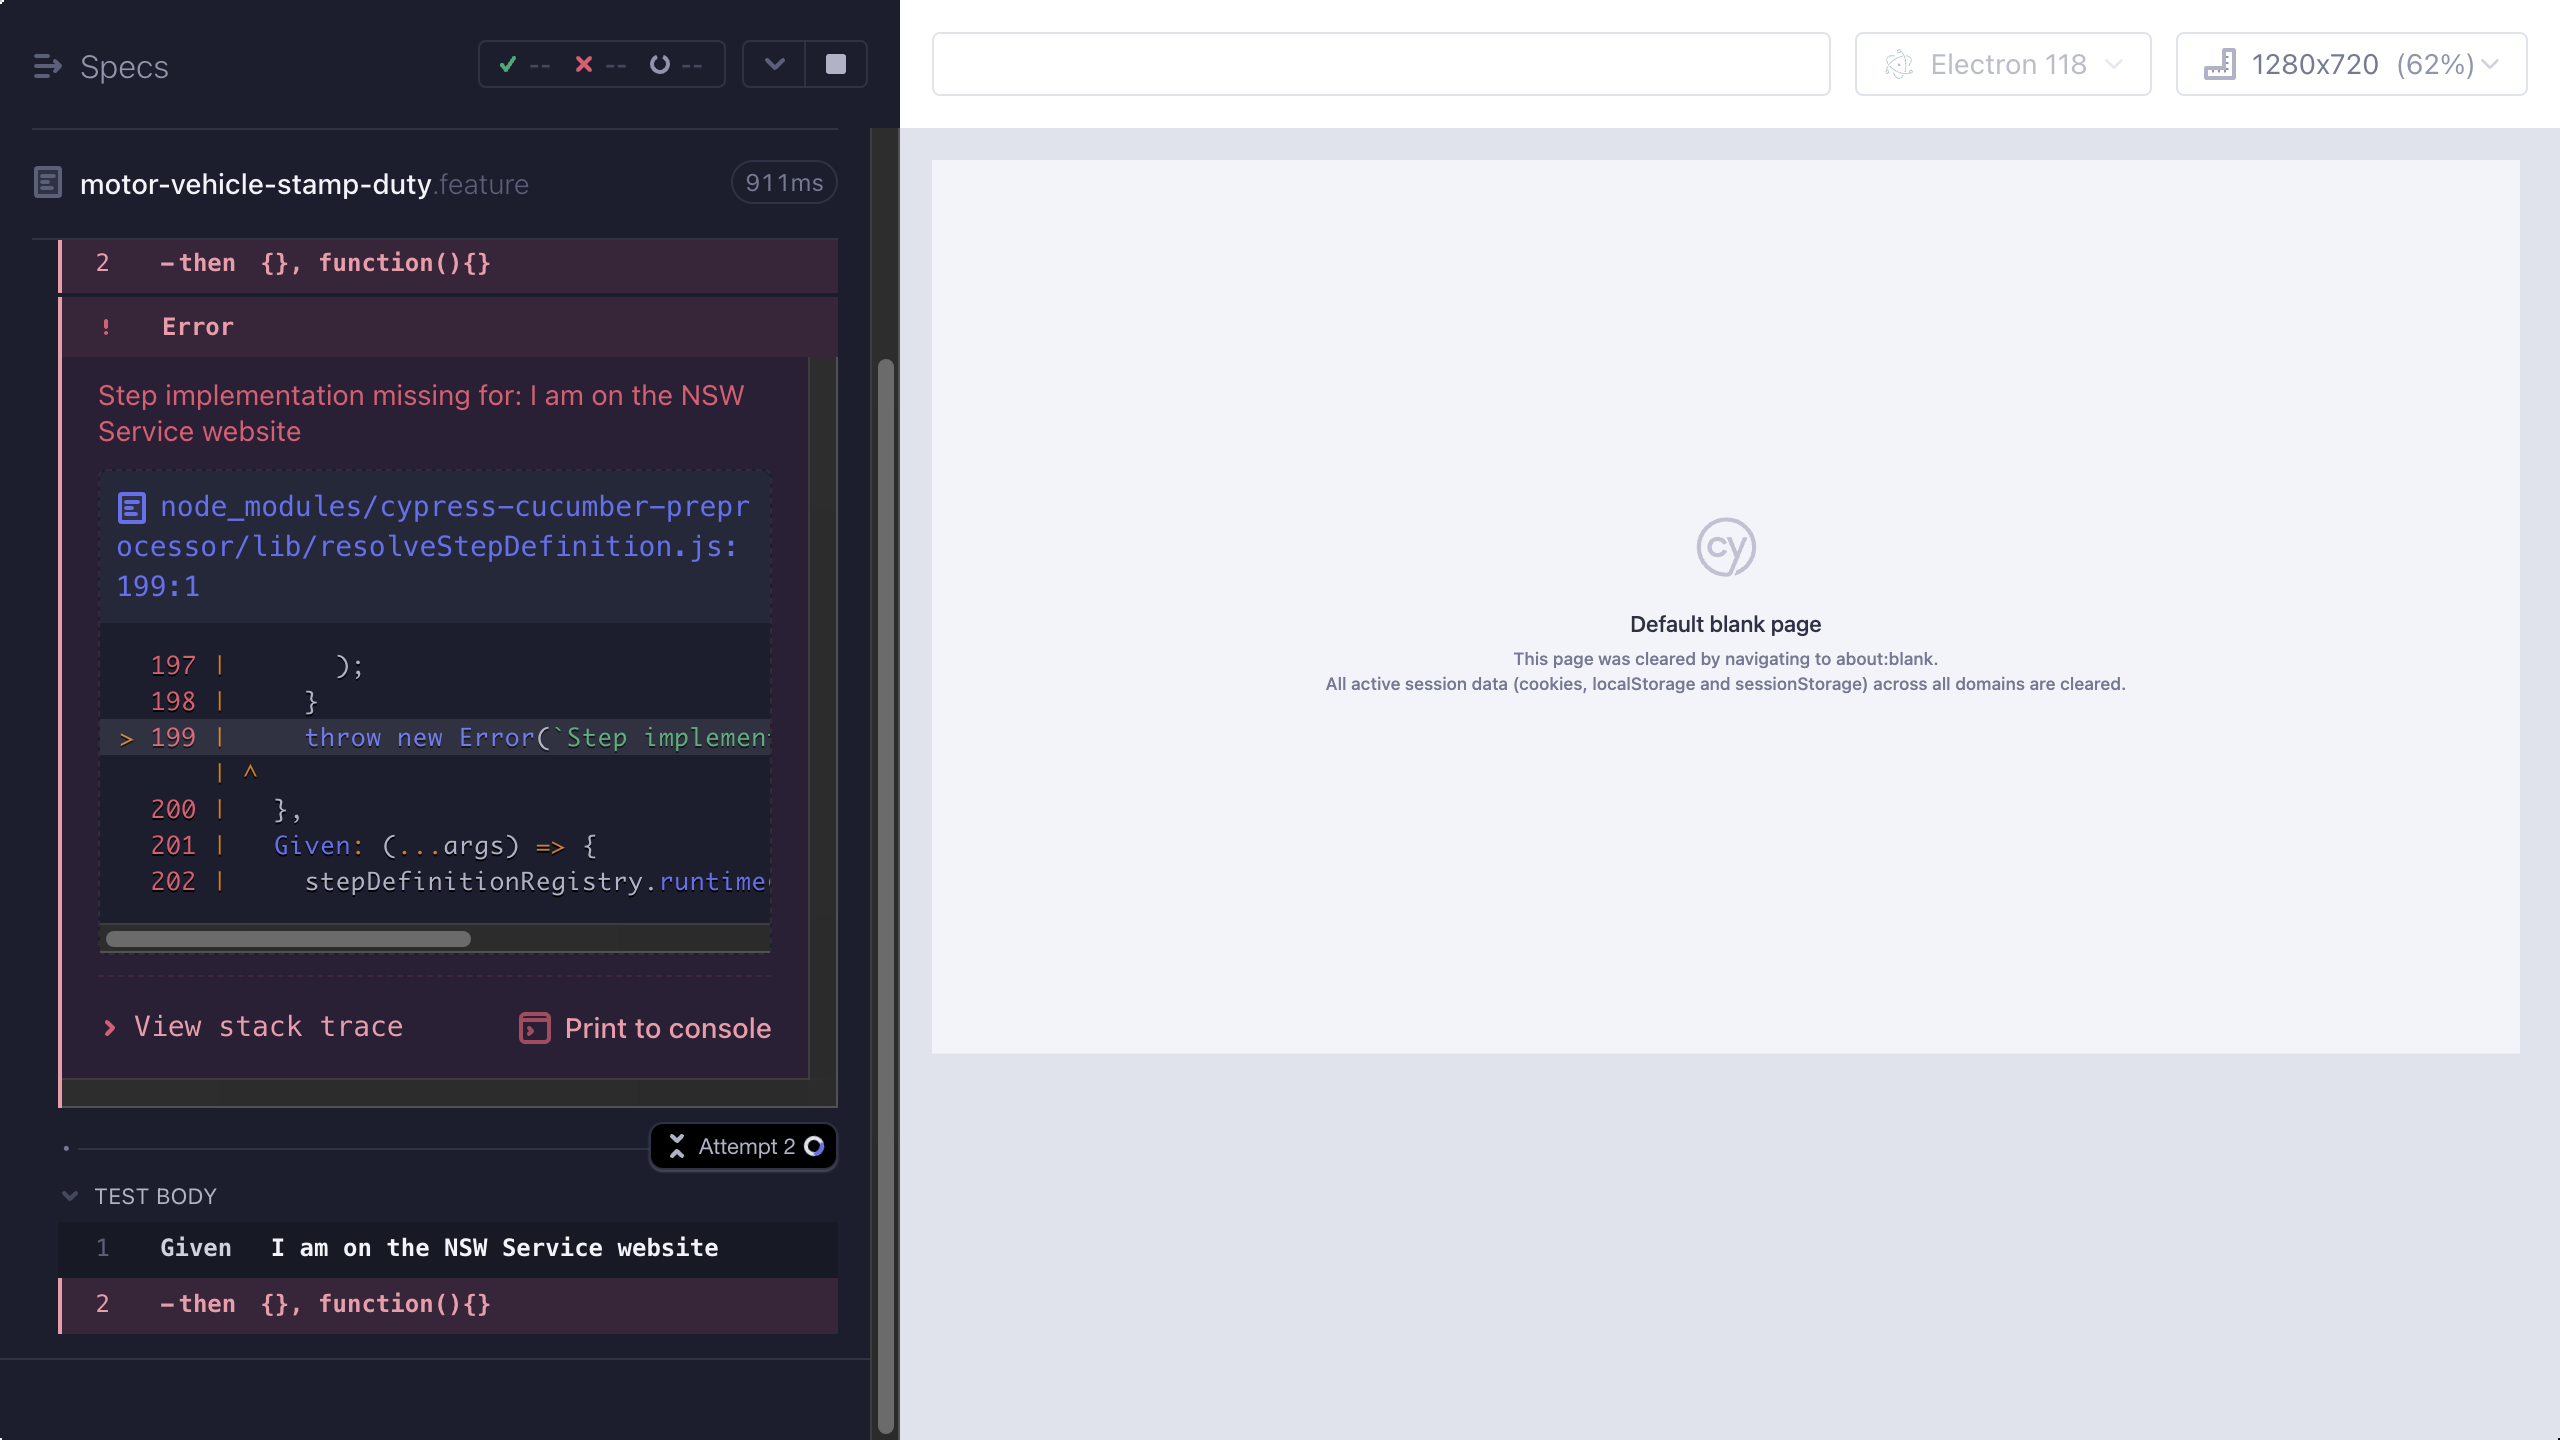 Specs
-- -- --
motor-vehicle-stamp-duty.feature
911ms
2 -then {}, function(){}
! Error
Step implementation missing for: I am on the NSW
Service website
node_modules/cypress-cucumber-prepr
ocessor/lib/resolveStepDefinition.js:
199:1
197 | );
198 | }
> 199 | throw new Error(`Step implemen
| ^
200 | },
201 | Given: (...args) => {
202 | stepDefinitionRegistry.runtime
View stack trace
Print to console
Attempt 2
TEST BODY
1 Given I am on the NSW Service website
2 -then {}, function(){}
Electron 118
1280x720 (62%)
cy
Default blank page
This page was cleared by navigating to about:blank.
All active session data (cookies, localStorage and sessionStorage) across all domains are cleared.